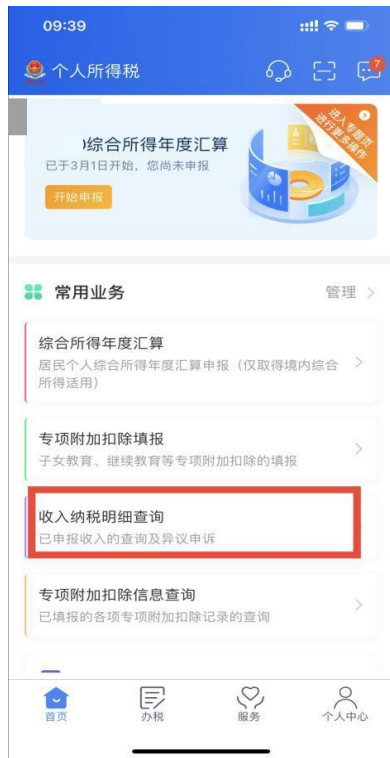 09:39
个人所得税
7
进入专题页
进行更多操作
综合所得年度汇算
已于3月1日开始，您尚未申报
开始申报
常用业务
管理 >
综合所得年度汇算
居民个人综合所得年度汇算申报（仅取得境内综合
所得适用）
专项附加扣除填报
子女教育、继续教育等专项附加扣除的填报
收入纳税明细查询
已申报收入的查询及异议申诉
专项附加扣除信息查询
已填报的各项专项附加扣除记录的查询
首页
办税
服务
个人中心